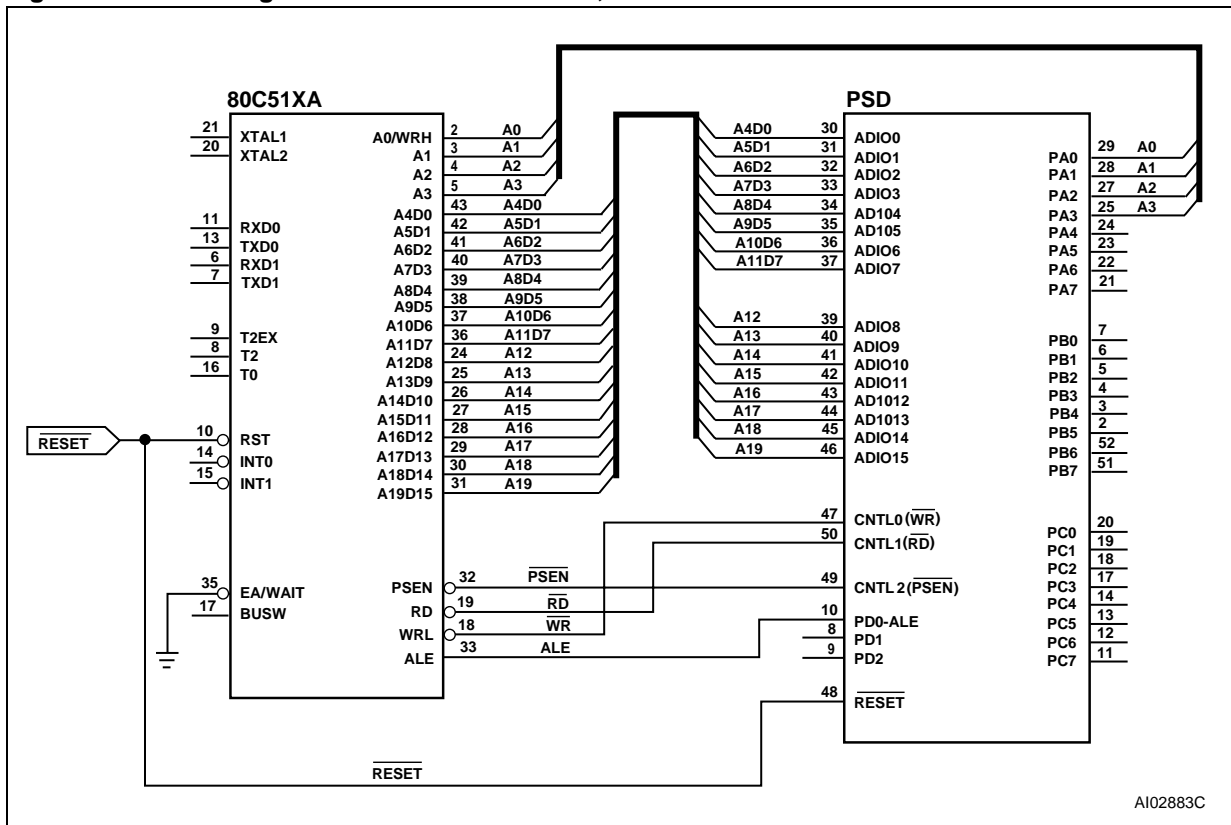 80C51XA
PSD
21 XTAL1
20 XTAL2
11 RXD0
13 TXD0
6 RXD1
7 TXD1
9 T2EX
8 T2
16 T0
RESET
10 RST
14 INT0
15 INT1
35 EA/WAIT
17 BUSW
A0/WRH 2 A0
A1 3 A1
A2 4 A2
A3 5 A3
A4D0 43 A4D0
A5D1 42 A5D1
A6D2 41 A6D2
A7D3 40 A7D3
A8D4 39 A8D4
A9D5 38 A9D5
A10D6 37 A10D6
A11D7 36 A11D7
A12D8 24 A12
A13D9 25 A13
A14D10 26 A14
A15D11 27 A15
A16D12 28 A16
A17D13 29 A17
A18D14 30 A18
A19D15 31 A19
PSEN 32 PSEN
RD 19 RD
WRL 18 WR
ALE 33 ALE
A4D0 30 ADIO0
A5D1 31 ADIO1
A6D2 32 ADIO2
A7D3 33 ADIO3
A8D4 34 AD104
A9D5 35 AD105
A10D6 36 ADIO6
A11D7 37 ADIO7
A12 39 ADIO8
A13 40 ADIO9
A14 41 ADIO10
A15 42 ADIO11
A16 43 AD1012
A17 44 AD1013
A18 45 ADIO14
A19 46 ADIO15
47 CNTL0(WR)
50 CNTL1(RD)
49 CNTL 2(PSEN)
10 PD0-ALE
8 PD1
9 PD2
48 RESET
PA0 29 A0
PA1 28 A1
PA2 27 A2
PA3 25 A3
PA4 24
PA5 23
PA6 22
PA7 21
PB0 7
PB1 6
PB2 5
PB3 4
PB4 3
PB5 2
PB6 52
PB7 51
PC0 20
PC1 19
PC2 18
PC3 17
PC4 14
PC5 13
PC6 12
PC7 11
RESET
AI02883C